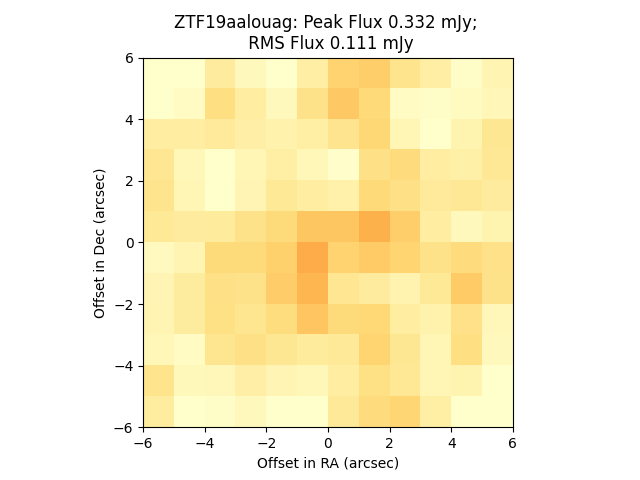 ZTF19aalouag: Peak Flux 0.332 mJy;
RMS Flux 0.111 mJy
6
4
2
0
−2
−4
−6
Offset in Dec (arcsec)
−6 −4 −2 0 2 4 6
Offset in RA (arcsec)